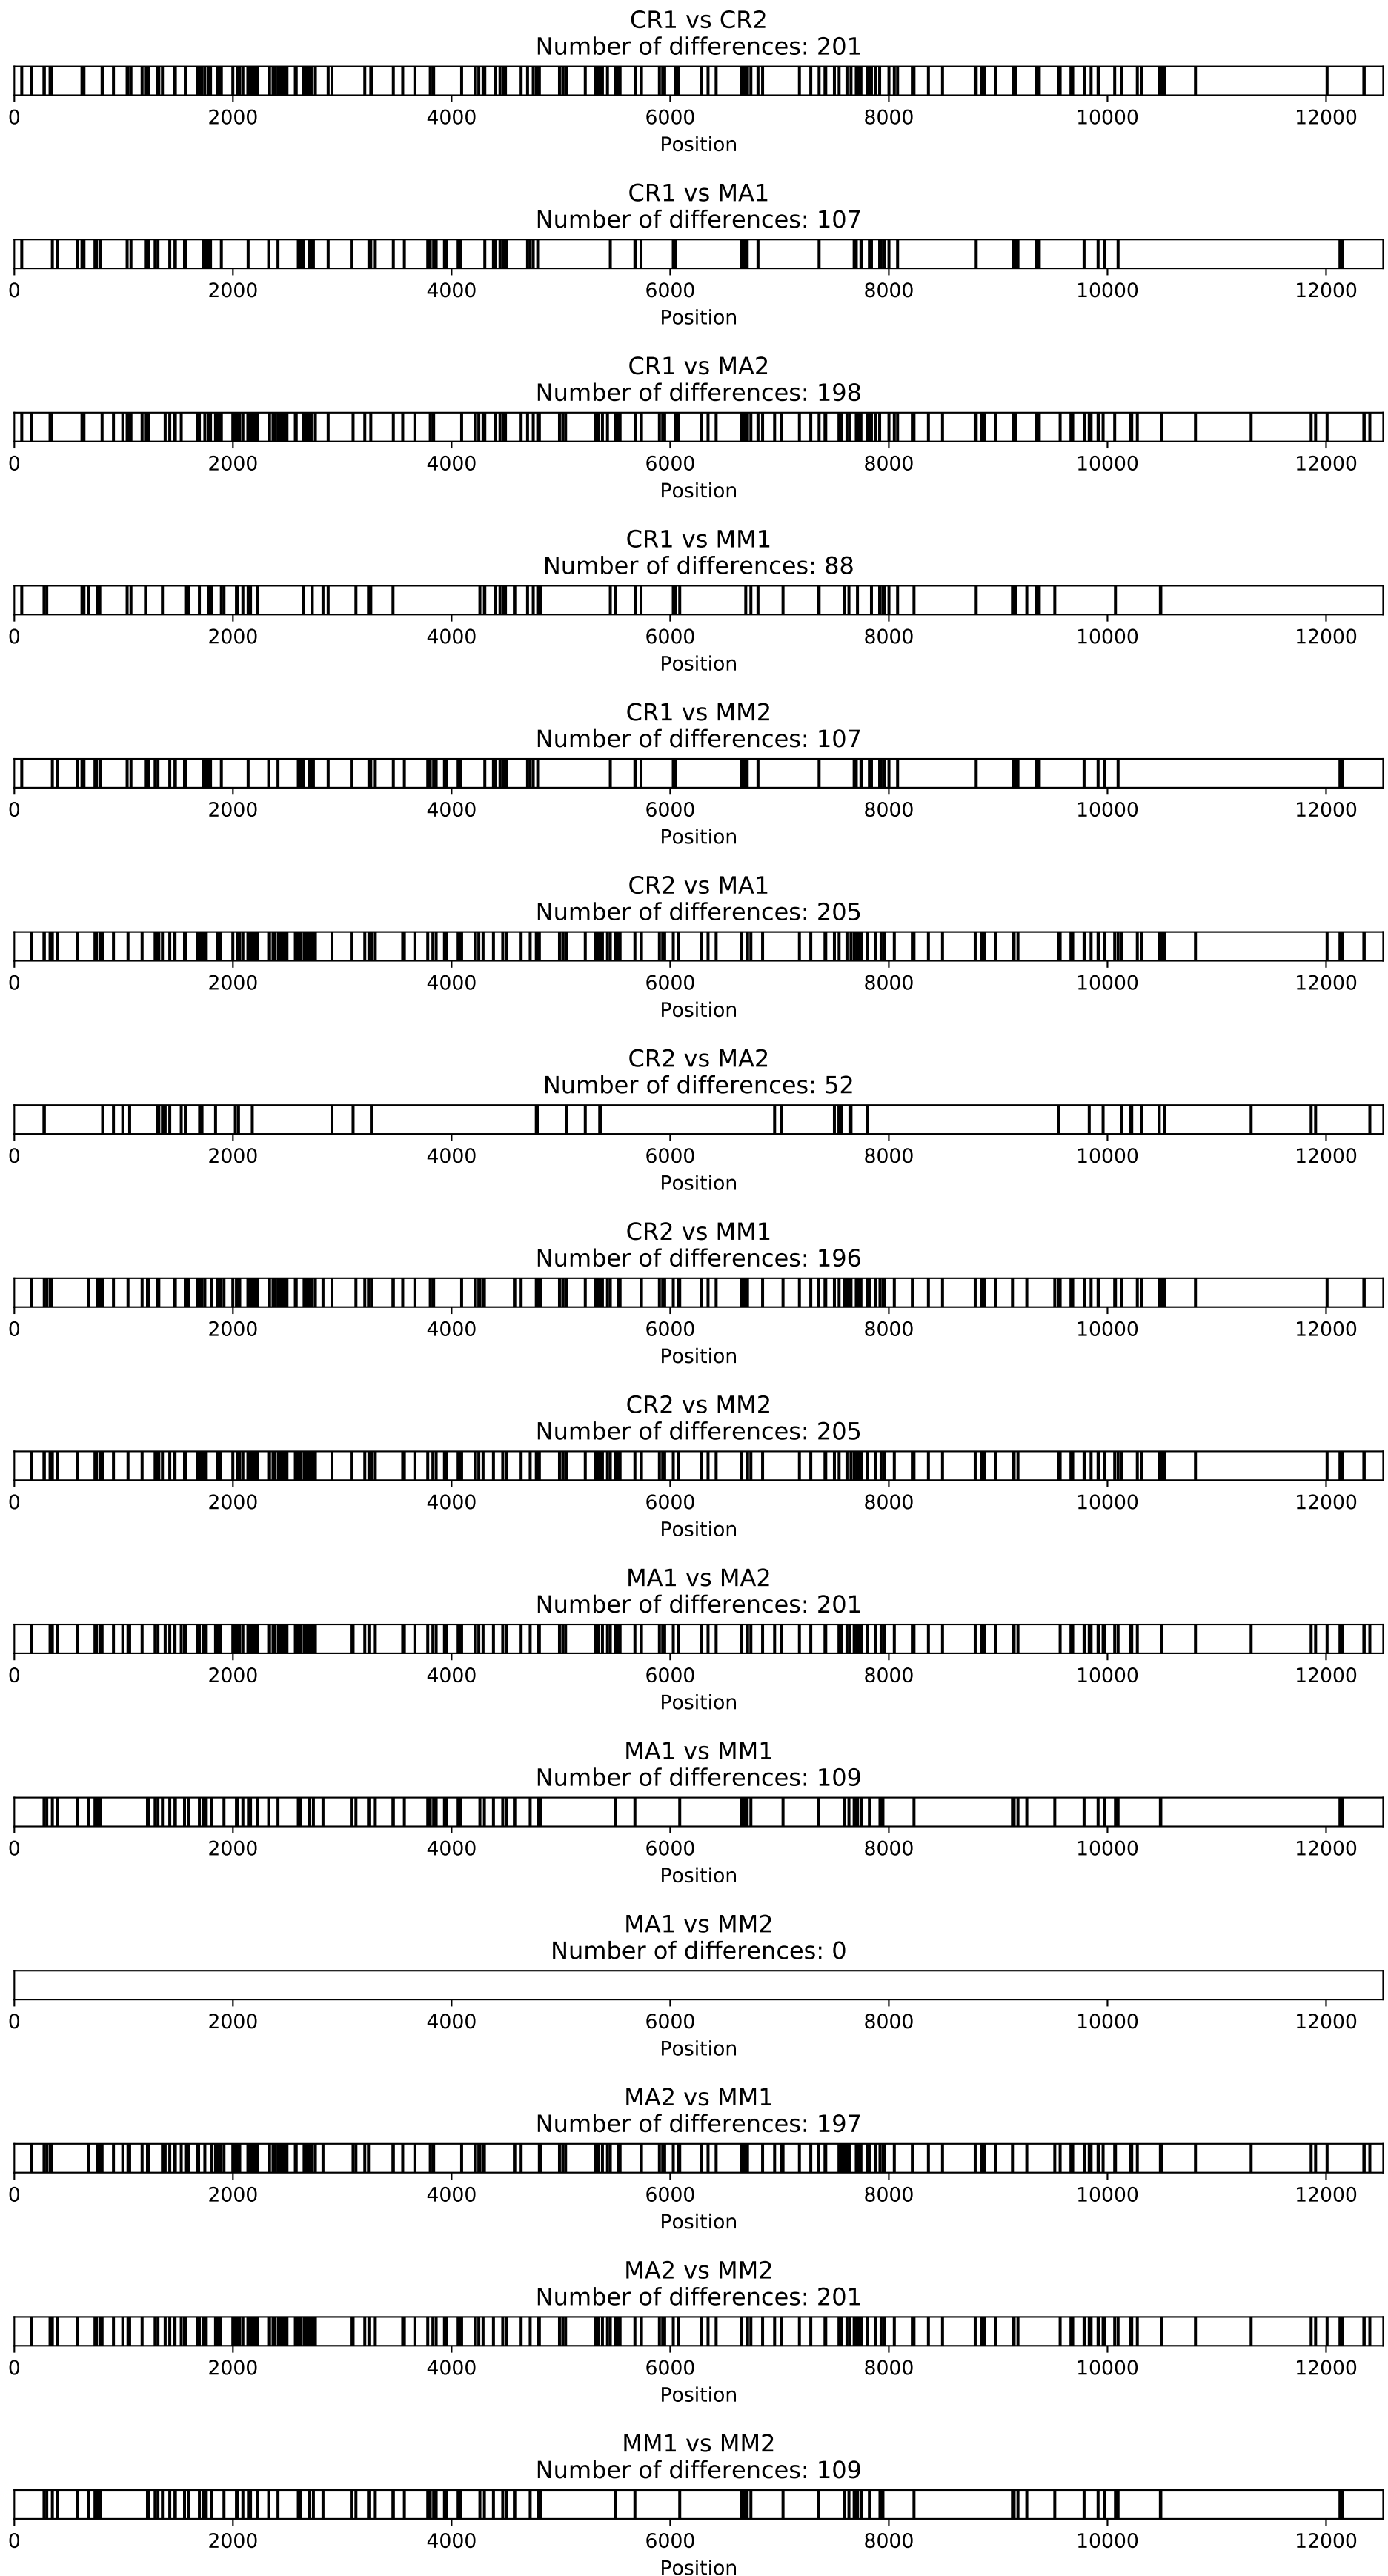 CR1 vs CR2
Number of differences: 201
0 2000 4000 6000 8000 10000 12000
Position
CR1 vs MA1
Number of differences: 107
0 2000 4000 6000 8000 10000 12000
Position
CR1 vs MA2
Number of differences: 198
0 2000 4000 6000 8000 10000 12000
Position
CR1 vs MM1
Number of differences: 88
0 2000 4000 6000 8000 10000 12000
Position
CR1 vs MM2
Number of differences: 107
0 2000 4000 6000 8000 10000 12000
Position
CR2 vs MA1
Number of differences: 205
0 2000 4000 6000 8000 10000 12000
Position
CR2 vs MA2
Number of differences: 52
0 2000 4000 6000 8000 10000 12000
Position
CR2 vs MM1
Number of differences: 196
0 2000 4000 6000 8000 10000 12000
Position
CR2 vs MM2
Number of differences: 205
0 2000 4000 6000 8000 10000 12000
Position
MA1 vs MA2
Number of differences: 201
0 2000 4000 6000 8000 10000 12000
Position
MA1 vs MM1
Number of differences: 109
0 2000 4000 6000 8000 10000 12000
Position
MA1 vs MM2
Number of differences: 0
0 2000 4000 6000 8000 10000 12000
Position
MA2 vs MM1
Number of differences: 197
0 2000 4000 6000 8000 10000 12000
Position
MA2 vs MM2
Number of differences: 201
0 2000 4000 6000 8000 10000 12000
Position
MM1 vs MM2
Number of differences: 109
0 2000 4000 6000 8000 10000 12000
Position